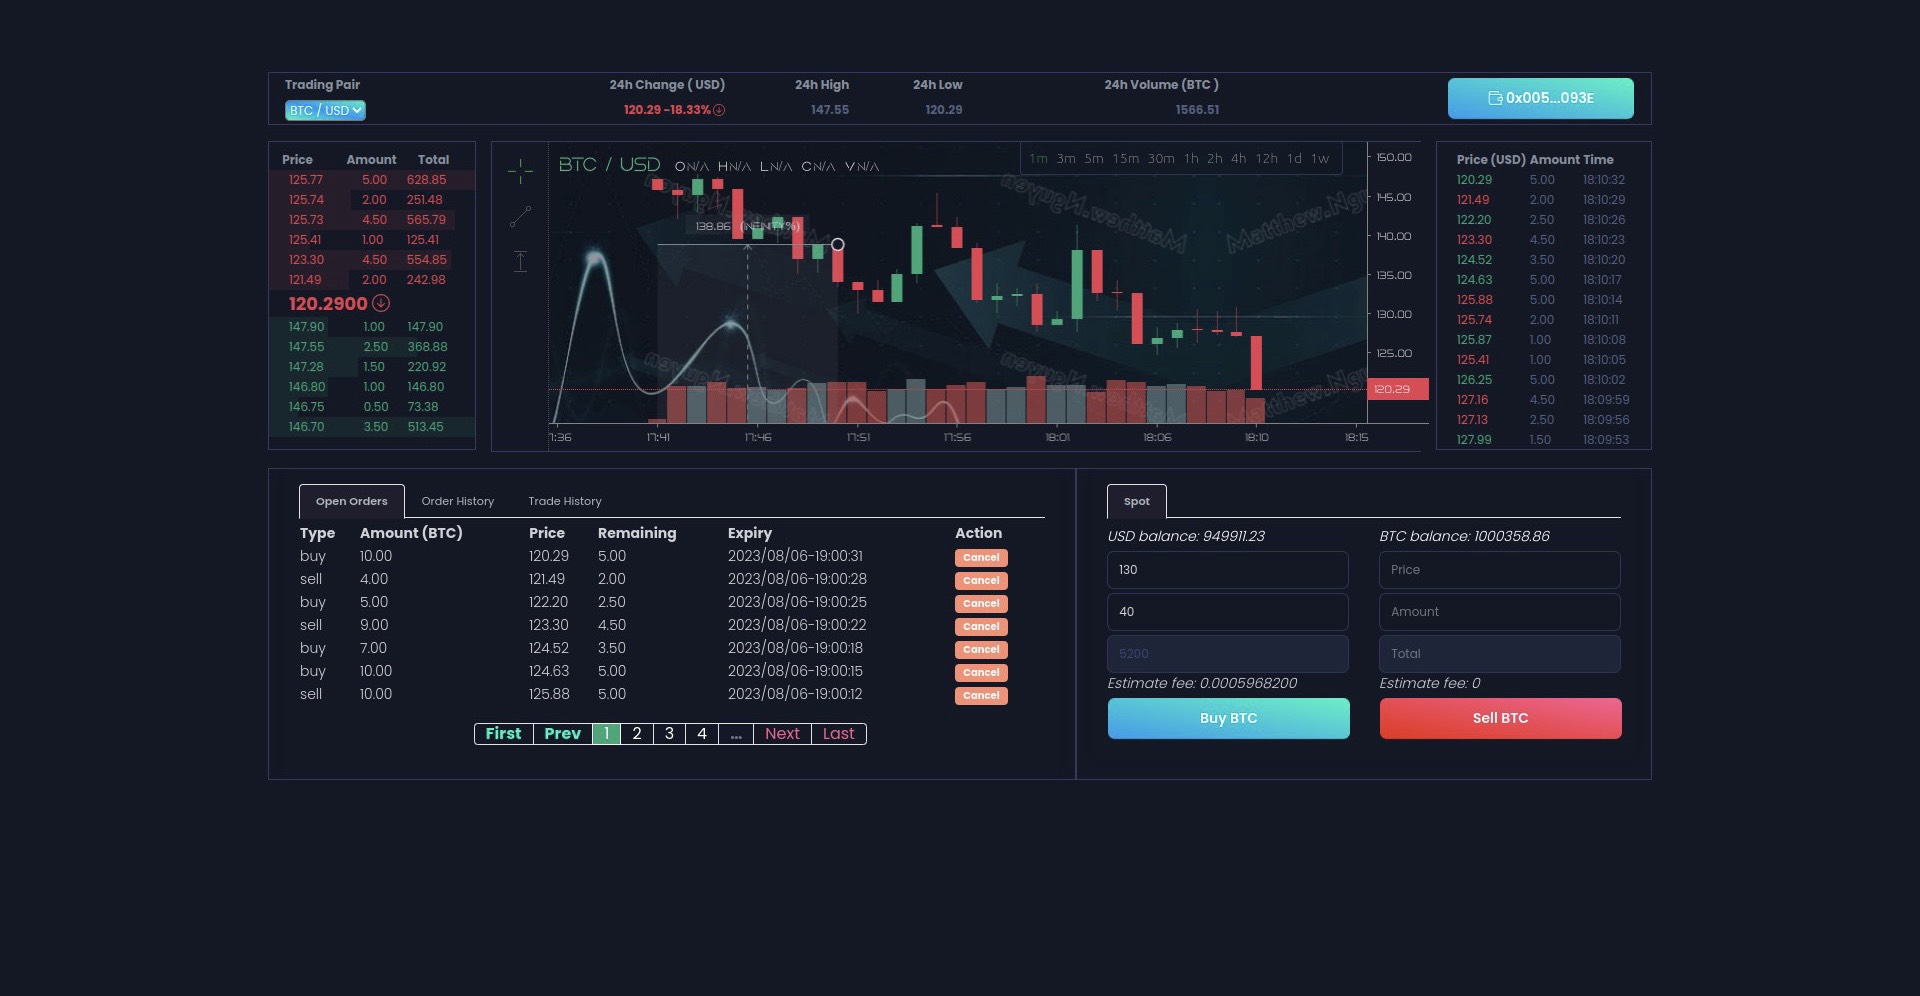 Trading Pair 24h Change ( USD) 24h High 24h Low 24h Volume (BTC )
BTC / USD 120.29 -18.33% 147.55 120.29 1566.51
0x005...093E
Price Amount Total
125.77 5.00 628.85
125.74 2.00 251.48
125.73 4.50 565.79
125.41 1.00 125.41
123.30 4.50 554.85
121.49 2.00 242.98
120.2900
147.90 1.00 147.90
147.55 2.50 368.88
147.28 1.50 220.92
146.80 1.00 146.80
146.75 0.50 73.38
146.70 3.50 513.45
BTC / USD ON/A HN/A LN/A CN/A VN/A
1m 3m 5m 15m 30m 1h 2h 4h 12h 1d 1w
138.86 (INFINITY%)
Matthew.Nguyen
Matthew.Ngu
150.00
145.00
140.00
135.00
130.00
125.00
120.29
17:41 17:46 17:51 17:56 18:01 18:06 18:10 18:15
Price (USD) Amount Time
120.29 5.00 18:10:32
121.49 2.00 18:10:29
122.20 2.50 18:10:26
123.30 4.50 18:10:23
124.52 3.50 18:10:20
124.63 5.00 18:10:17
125.88 5.00 18:10:14
125.74 2.00 18:10:11
125.87 1.00 18:10:08
125.41 1.00 18:10:05
126.25 5.00 18:10:02
127.16 4.50 18:09:59
127.13 2.50 18:09:56
127.99 1.50 18:09:53
Open Orders Order History Trade History
Type Amount (BTC) Price Remaining Expiry Action
buy 10.00 120.29 5.00 2023/08/06-19:00:31 Cancel
sell 4.00 121.49 2.00 2023/08/06-19:00:28 Cancel
buy 5.00 122.20 2.50 2023/08/06-19:00:25 Cancel
sell 9.00 123.30 4.50 2023/08/06-19:00:22 Cancel
buy 7.00 124.52 3.50 2023/08/06-19:00:18 Cancel
buy 10.00 124.63 5.00 2023/08/06-19:00:15 Cancel
sell 10.00 125.88 5.00 2023/08/06-19:00:12 Cancel
First Prev 1 2 3 4 ... Next Last
Spot
USD balance: 949911.23
130
40
5200
Estimate fee: 0.0005968200
Buy BTC
BTC balance: 1000358.86
Price
Amount
Total
Estimate fee: 0
Sell BTC